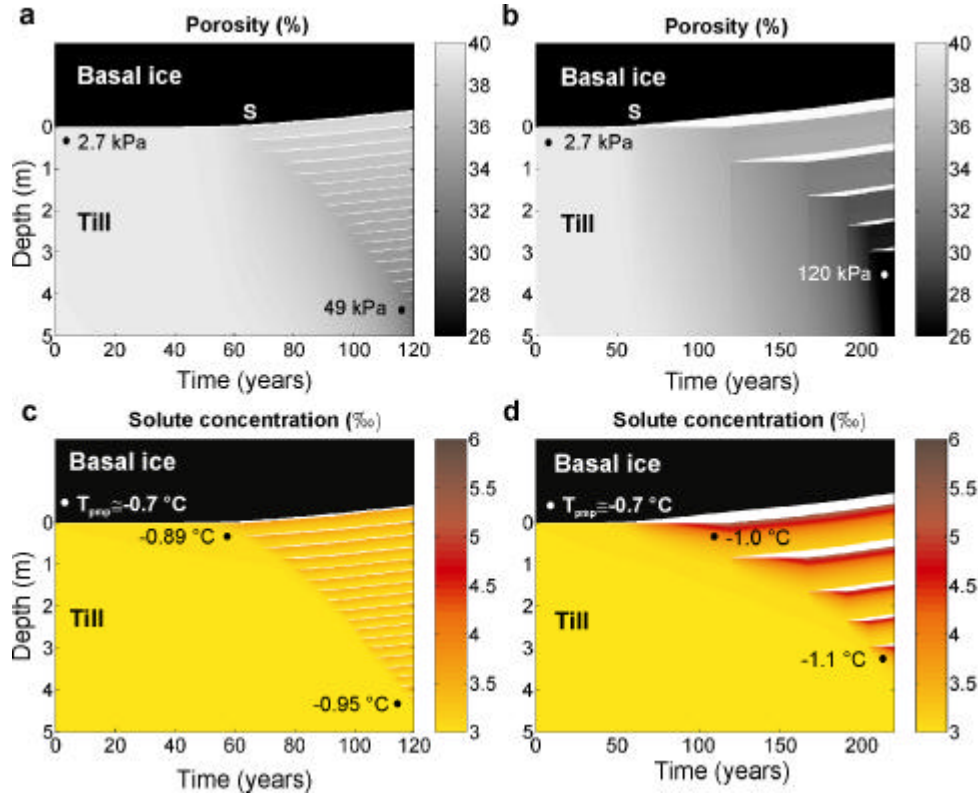 a
Porosity (%)
Basal ice
S
2.7 kPa
Till
49 kPa
Depth (m)
0
1
2
3
4
5
0 20 40 60 80 100 120
Time (years)
40
38
36
34
32
30
28
26
b
Porosity (%)
Basal ice
S
2.7 kPa
Till
120 kPa
0
1
2
3
4
5
0 50 100 150 200
Time (years)
40
38
36
34
32
30
28
26
c
Solute concentration (‰)
Basal ice
Tpmp≅-0.7 °C
-0.89 °C
Till
-0.95 °C
Depth (m)
0
1
2
3
4
5
0 20 40 60 80 100 120
Time (years)
6
5.5
5
4.5
4
3.5
3
d
Solute concentration (‰)
Basal ice
Tpmp≅-0.7 °C
-1.0 °C
Till
-1.1 °C
0
1
2
3
4
5
0 50 100 150 200
Time (years)
6
5.5
5
4.5
4
3.5
3